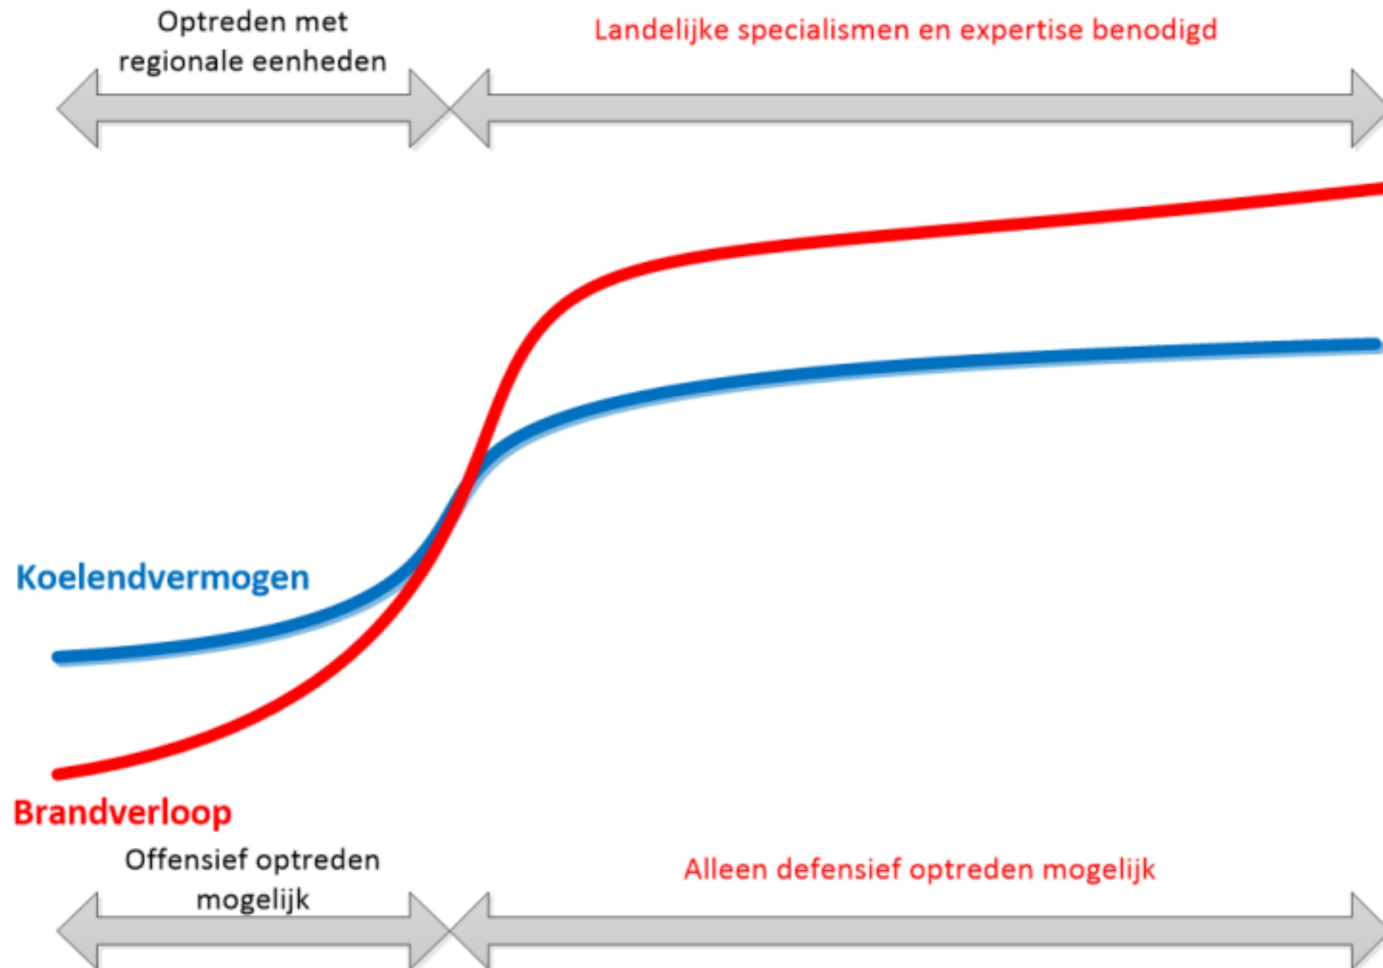 Optreden met
regionale eenheden
Landelijke specialismen en expertise benodigd
Koelendvermogen
Brandverloop
Offensief optreden
mogelijk
Alleen defensief optreden mogelijk